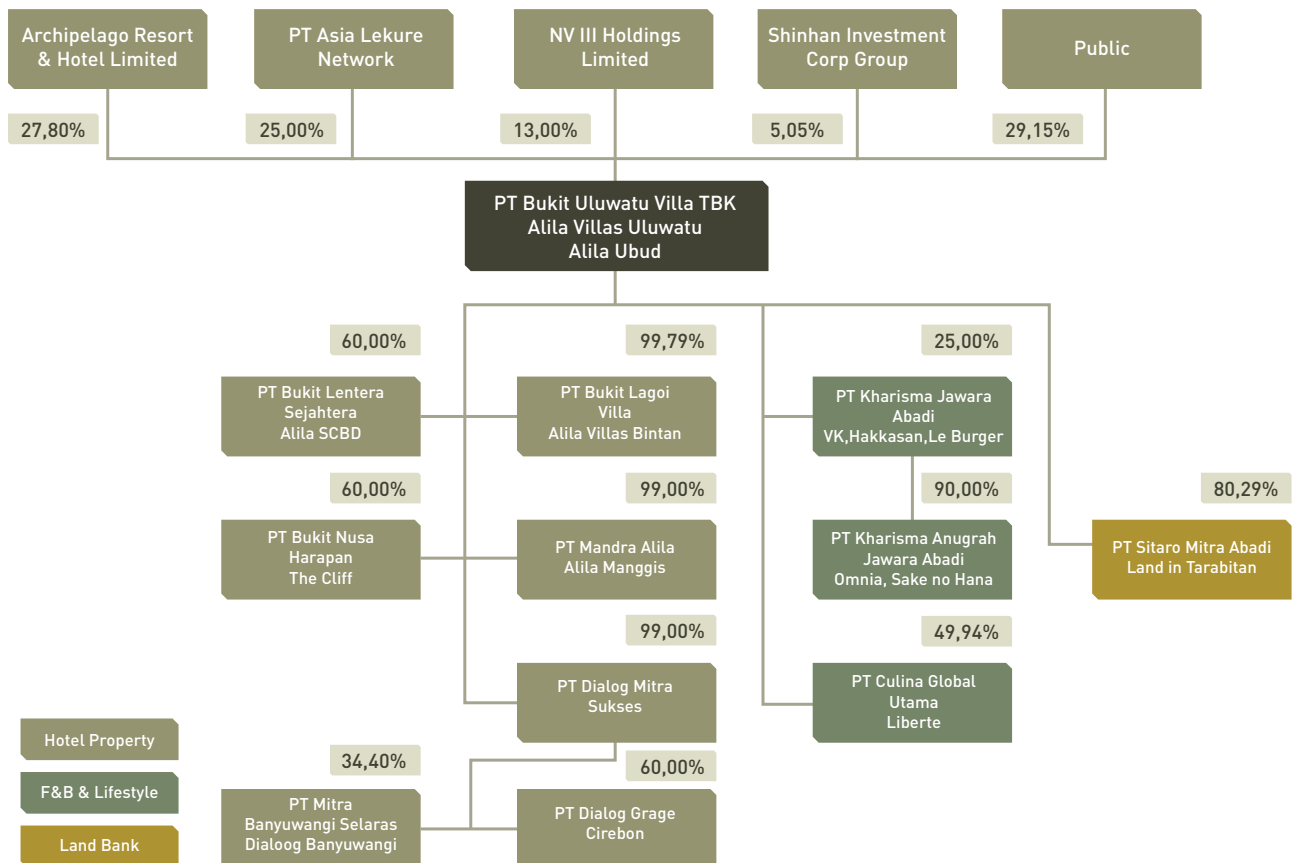 Archipelago Resort
& Hotel Limited
PT Asia Lekure
Network
NV III Holdings
Limited
Shinhan Investment
Corp Group
Public
27,80%
25,00%
13,00%
5,05%
29,15%
PT Bukit Uluwatu Villa TBK
Alila Villas Uluwatu
Alila Ubud
60,00%
99,79%
25,00%
PT Bukit Lentera
Sejahtera
Alila SCBD
PT Bukit Lagoi
Villa
Alila Villas Bintan
PT Kharisma Jawara
Abadi
VK,Hakkasan,Le Burger
60,00%
99,00%
90,00%
80,29%
PT Bukit Nusa
Harapan
The Cliff
PT Mandra Alila
Alila Manggis
PT Kharisma Anugrah
Jawara Abadi
Omnia, Sake no Hana
PT Sitaro Mitra Abadi
Land in Tarabitan
99,00%
49,94%
PT Dialog Mitra
Sukses
PT Culina Global
Utama
Liberte
Hotel Property
F&B & Lifestyle
Land Bank
34,40%
60,00%
PT Mitra
Banyuwangi Selaras
Dialoog Banyuwangi
PT Dialog Grage
Cirebon